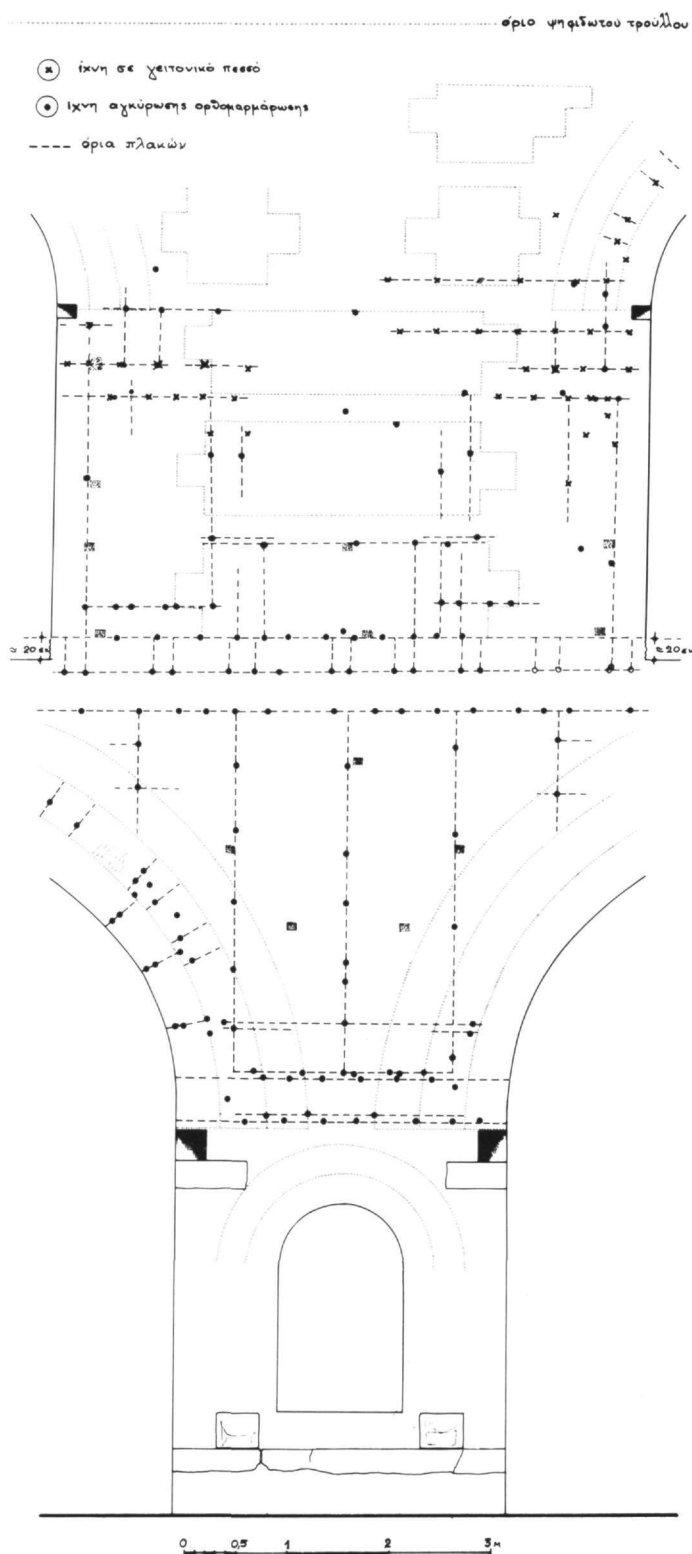 όριο ψηφιδωτού τρούλλου
ίχνη σε γειτονικό πεσσό
ίχνη αγκύρωσης ορθομαρμάρωσης
όρια πλακών
≈ 20 εκ
≈ 20 εκ
0 0,5 1 2 3 Μ